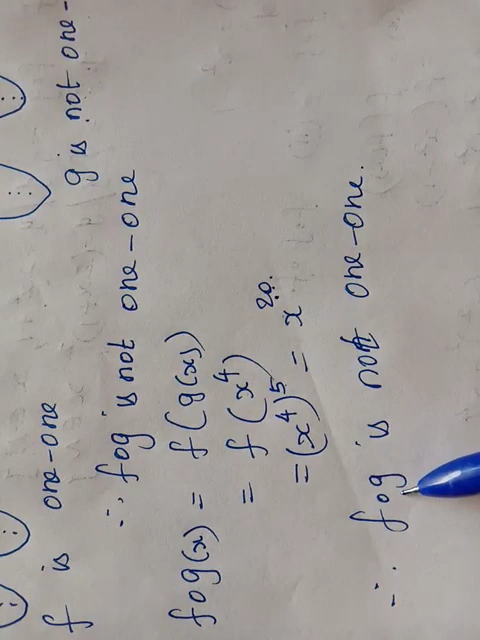 f is one-one
g is not one-
∴ fog is not one-one
fog(x) = f(g(x))
= f(x⁴)
= (x⁴)⁵ = x²⁰.
∴ fog is not one-one.